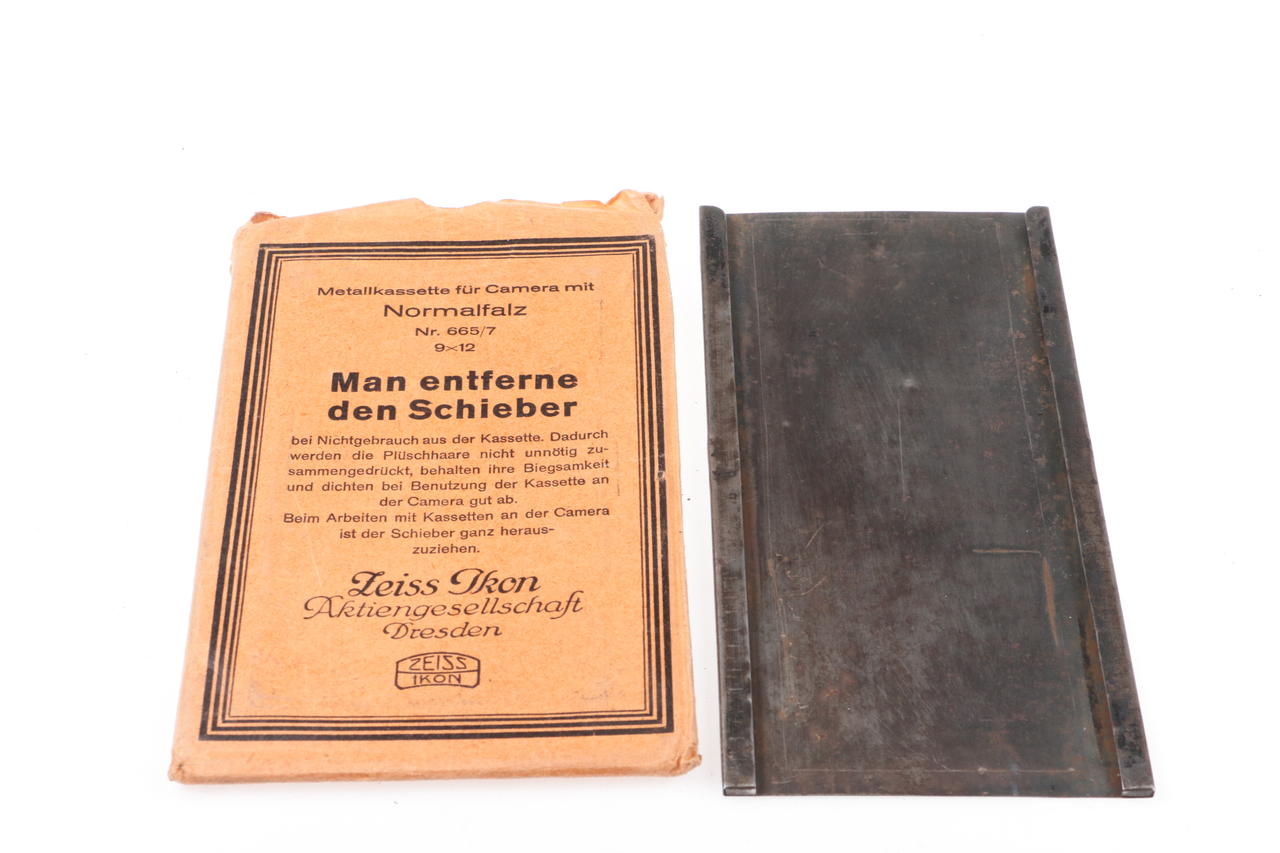 Metallkassette für Camera mit
Normalfalz
Nr. 665/7
9×12
Man entferne
den Schieber
bei Nichtgebrauch aus der Kassette. Dadurch
werden die Plüschhaare nicht unnötig zu-
sammengedrückt, behalten ihre Biegsamkeit
und dichten bei Benutzung der Kassette an
der Camera gut ab.
Beim Arbeiten mit Kassetten an der Camera
ist der Schieber ganz heraus-
zuziehen.
Zeiss Ikon
Aktiengesellschaft
Dresden
ZEISS
IKON